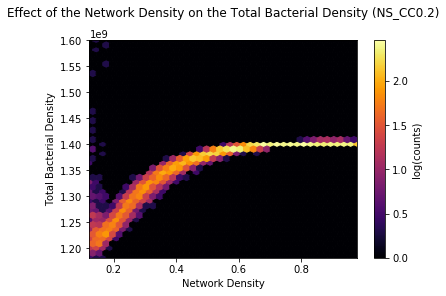 Effect of the Network Density on the Total Bacterial Density (NS_CC0.2)
1e9
1.60
1.55
1.50
1.45
1.40
1.35
1.30
1.25
1.20
Total Bacterial Density
0.2 0.4 0.6 0.8
Network Density
2.0
1.5
1.0
0.5
0.0
log(counts)